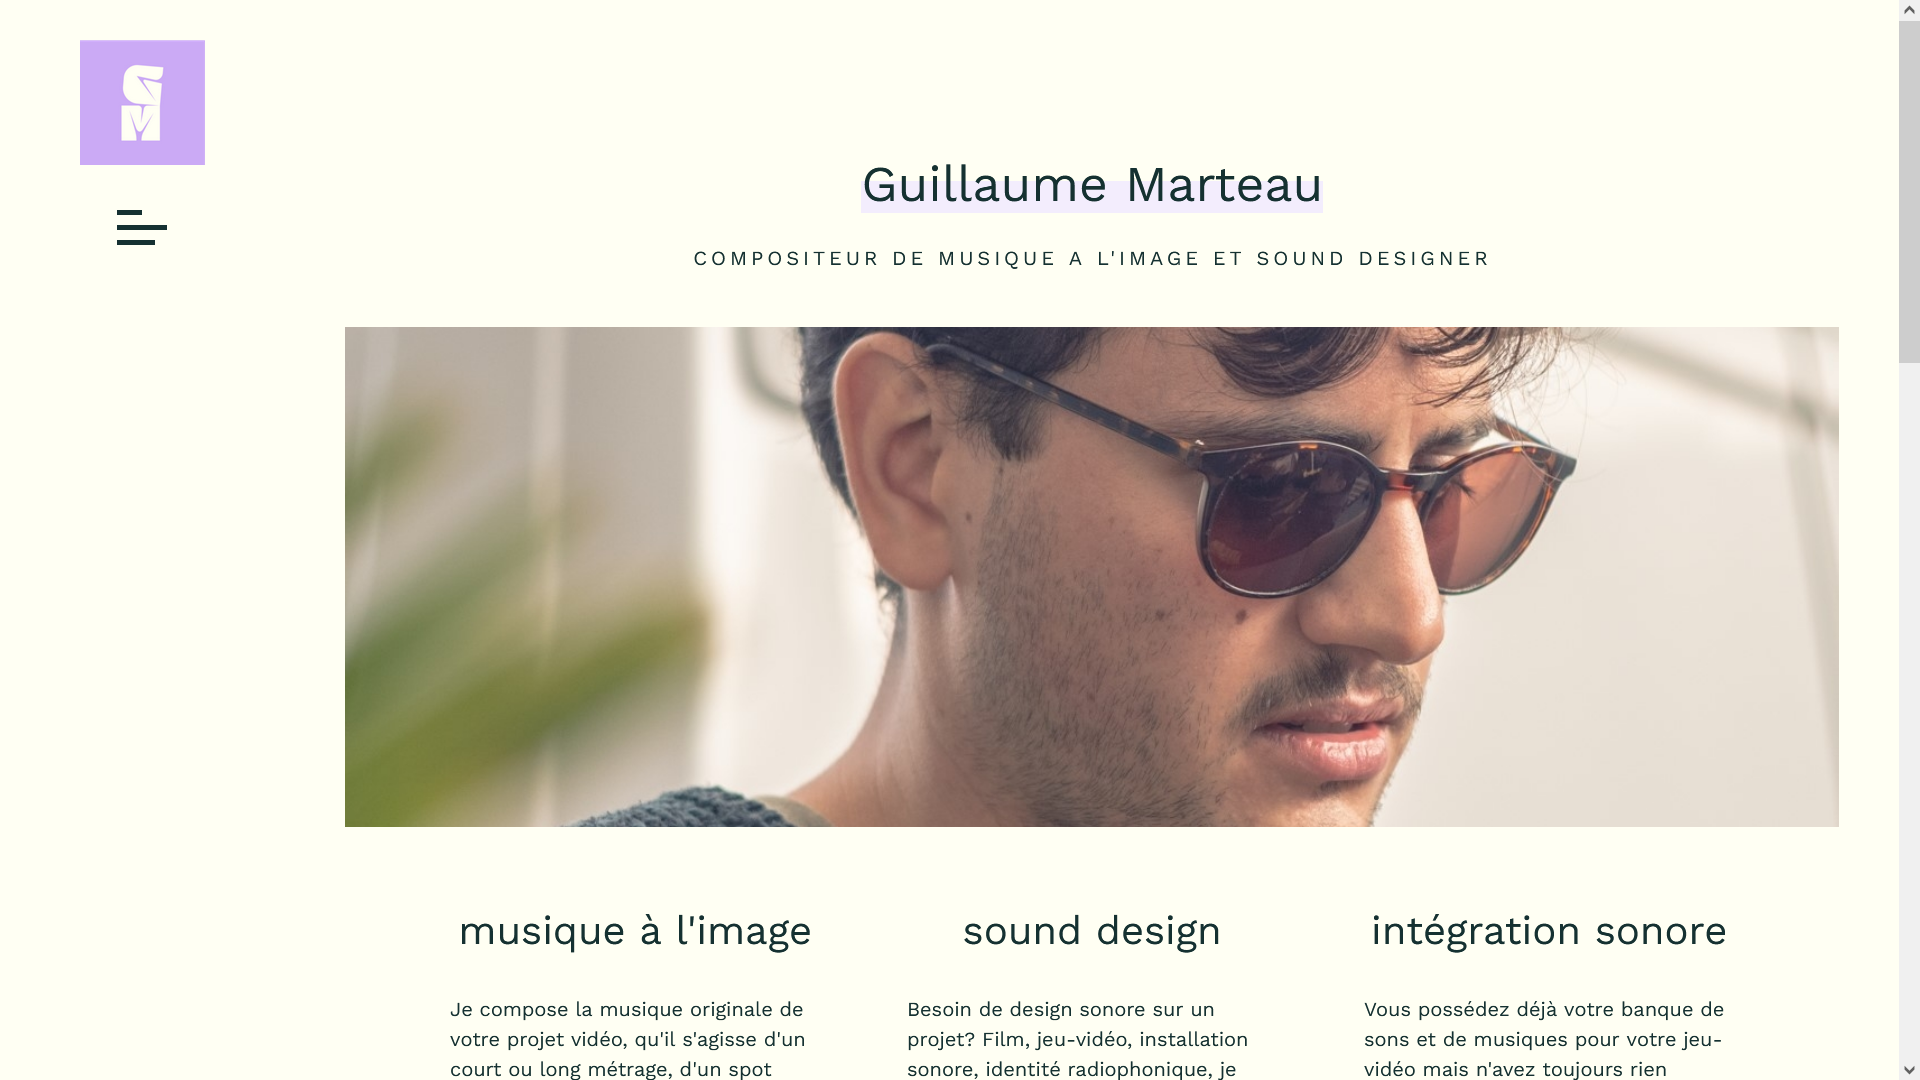 GM
Guillaume Marteau
COMPOSITEUR DE MUSIQUE A L'IMAGE ET SOUND DESIGNER
musique à l'image
Je compose la musique originale de
votre projet vidéo, qu'il s'agisse d'un
court ou long métrage, d'un spot
sound design
Besoin de design sonore sur un
projet? Film, jeu-vidéo, installation
sonore, identité radiophonique, je
intégration sonore
Vous possédez déjà votre banque de
sons et de musiques pour votre jeu-
vidéo mais n'avez toujours rien